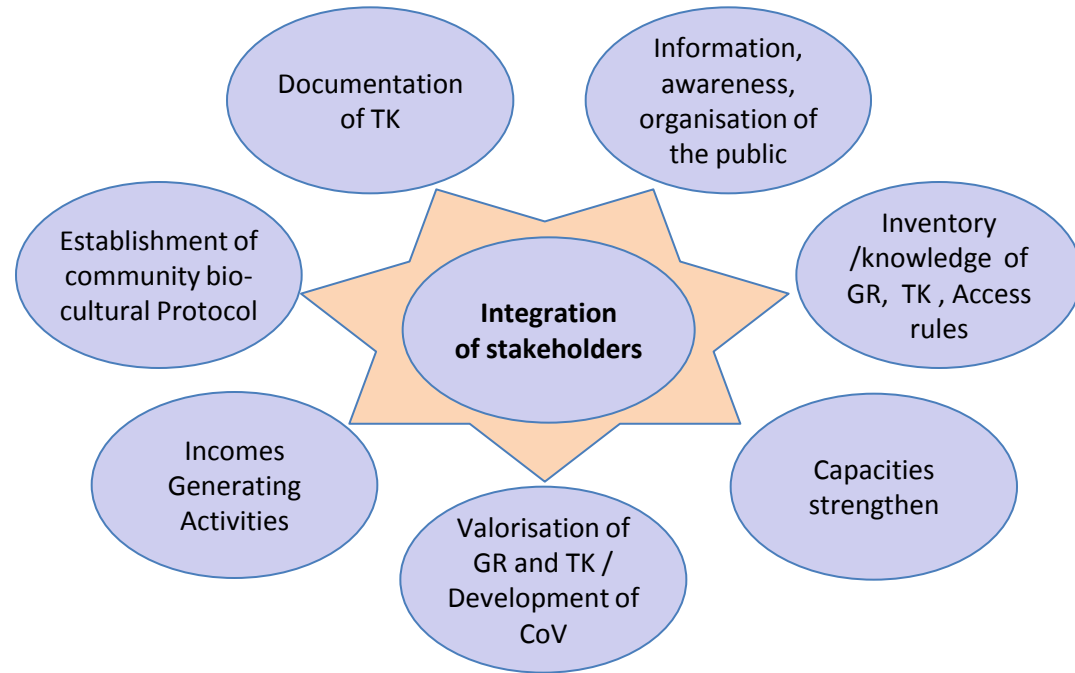 Documentation
of TK
Information,
awareness,
organisation of
the public
Establishment of
community bio-
cultural Protocol
Inventory
/knowledge of
GR, TK , Access
rules
Integration
of stakeholders
Incomes
Generating
Activities
Capacities
strengthen
Valorisation of
GR and TK /
Development of
CoV